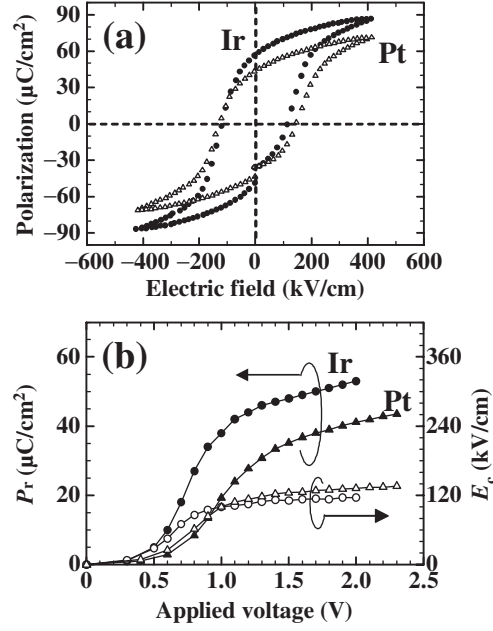 (a)
Ir
Pt
90
60
30
0
−30
−60
−90
Polarization (µC/cm²)
−600 −400 −200 0 200 400 600
Electric field (kV/cm)
(b)
Ir
Pt
60
40
20
0
Pr (µC/cm²)
360
240
120
0
Ec (kV/cm)
0 0.5 1.0 1.5 2.0 2.5
Applied voltage (V)